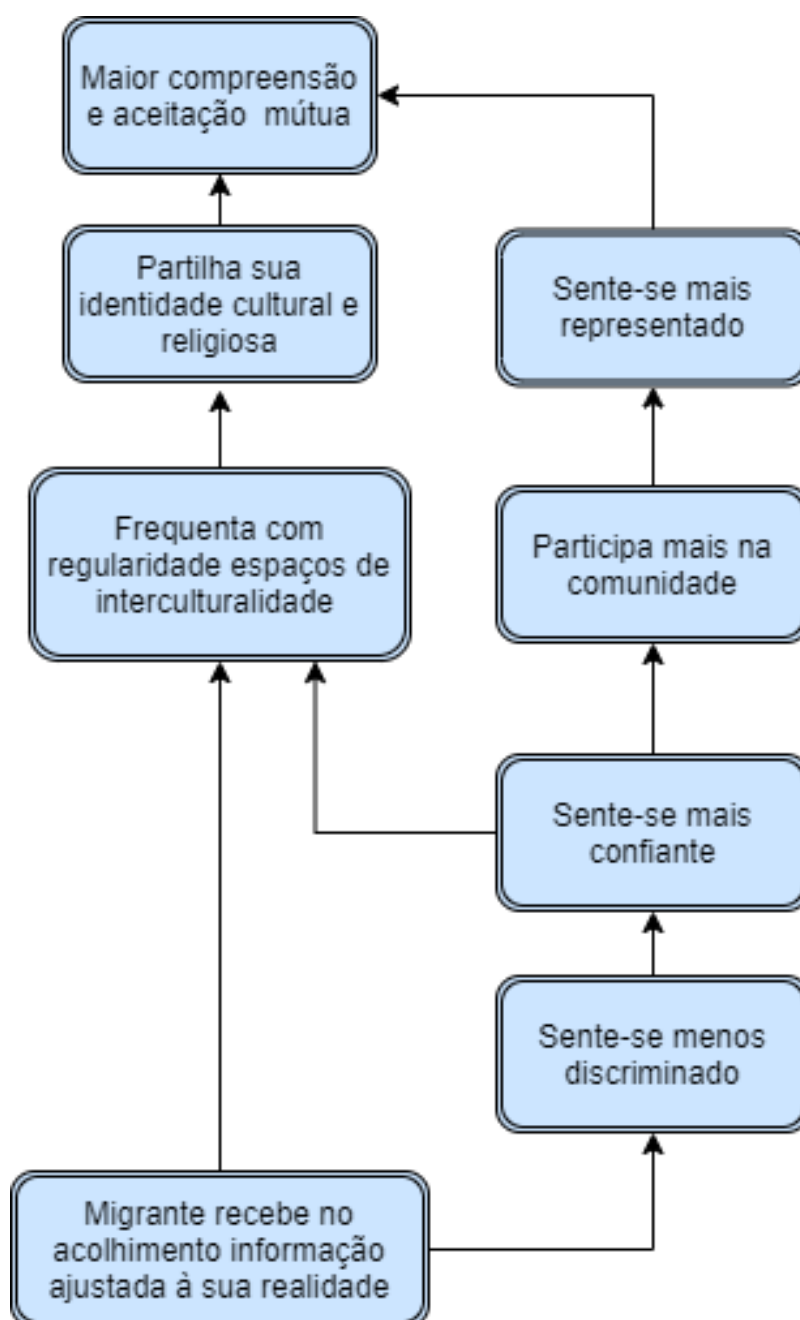 Maior compreensão
e aceitação mútua
Partilha sua
identidade cultural e
religiosa
Sente-se mais
representado
Frequenta com
regularidade espaços de
interculturalidade
Participa mais na
comunidade
Sente-se mais
confiante
Sente-se menos
discriminado
Migrante recebe no
acolhimento informação
ajustada à sua realidade